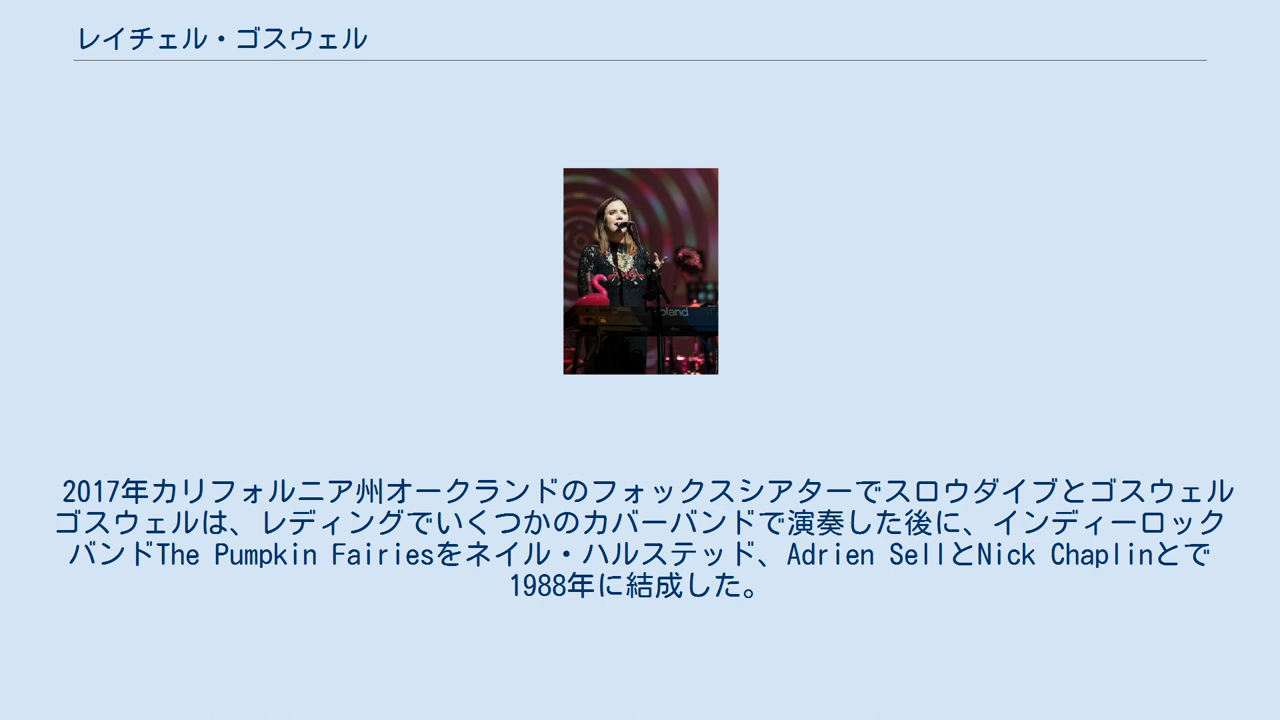 レイチェル・ゴスウェル
oland
2017年カリフォルニア州オークランドのフォックスシアターでスロウダイブとゴスウェル
ゴスウェルは、レディングでいくつかのカバーバンドで演奏した後に、インディーロック
バンドThe Pumpkin Fairiesをネイル・ハルステッド、Adrien SellとNick Chaplinとで
1988年に結成した。